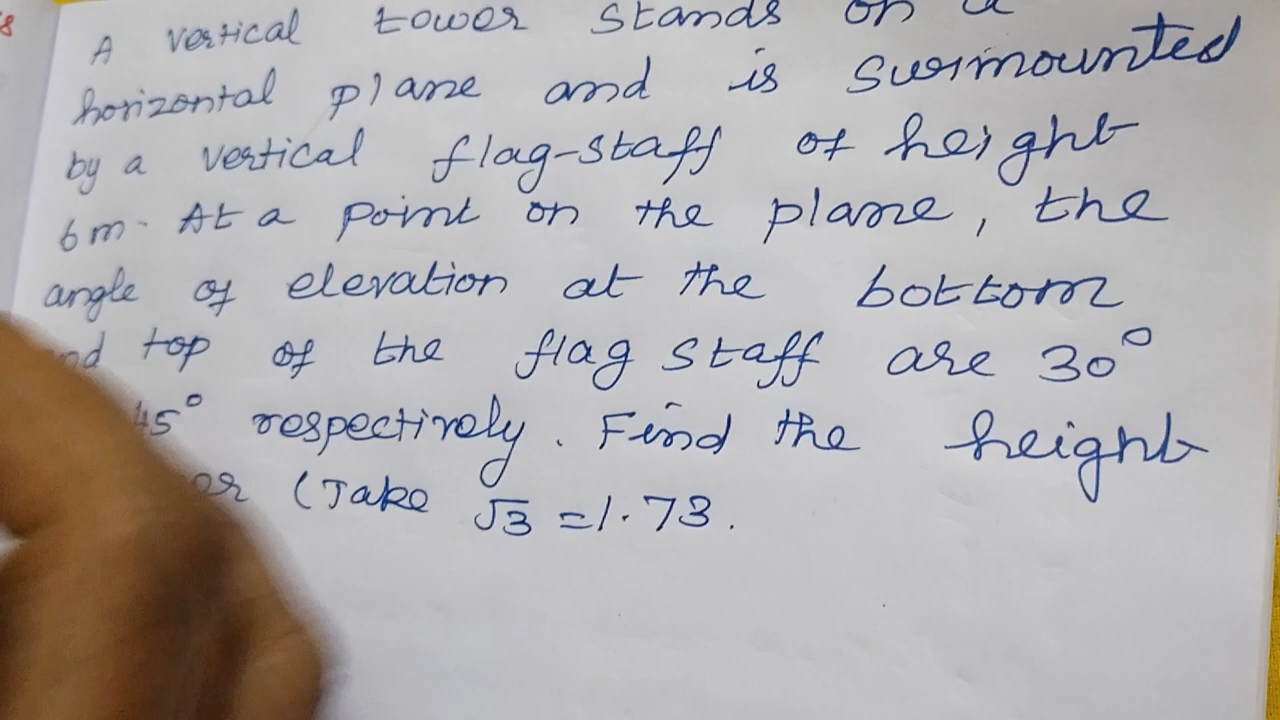 A vertical tower stands on a
horizontal plane and is surmounted
by a vertical flag-staff of height
6m. At a point on the plane, the
angle of elevation at the bottom
top of the flag staff are 30°
45° respectively. Find the height
(Take √3 = 1.73.